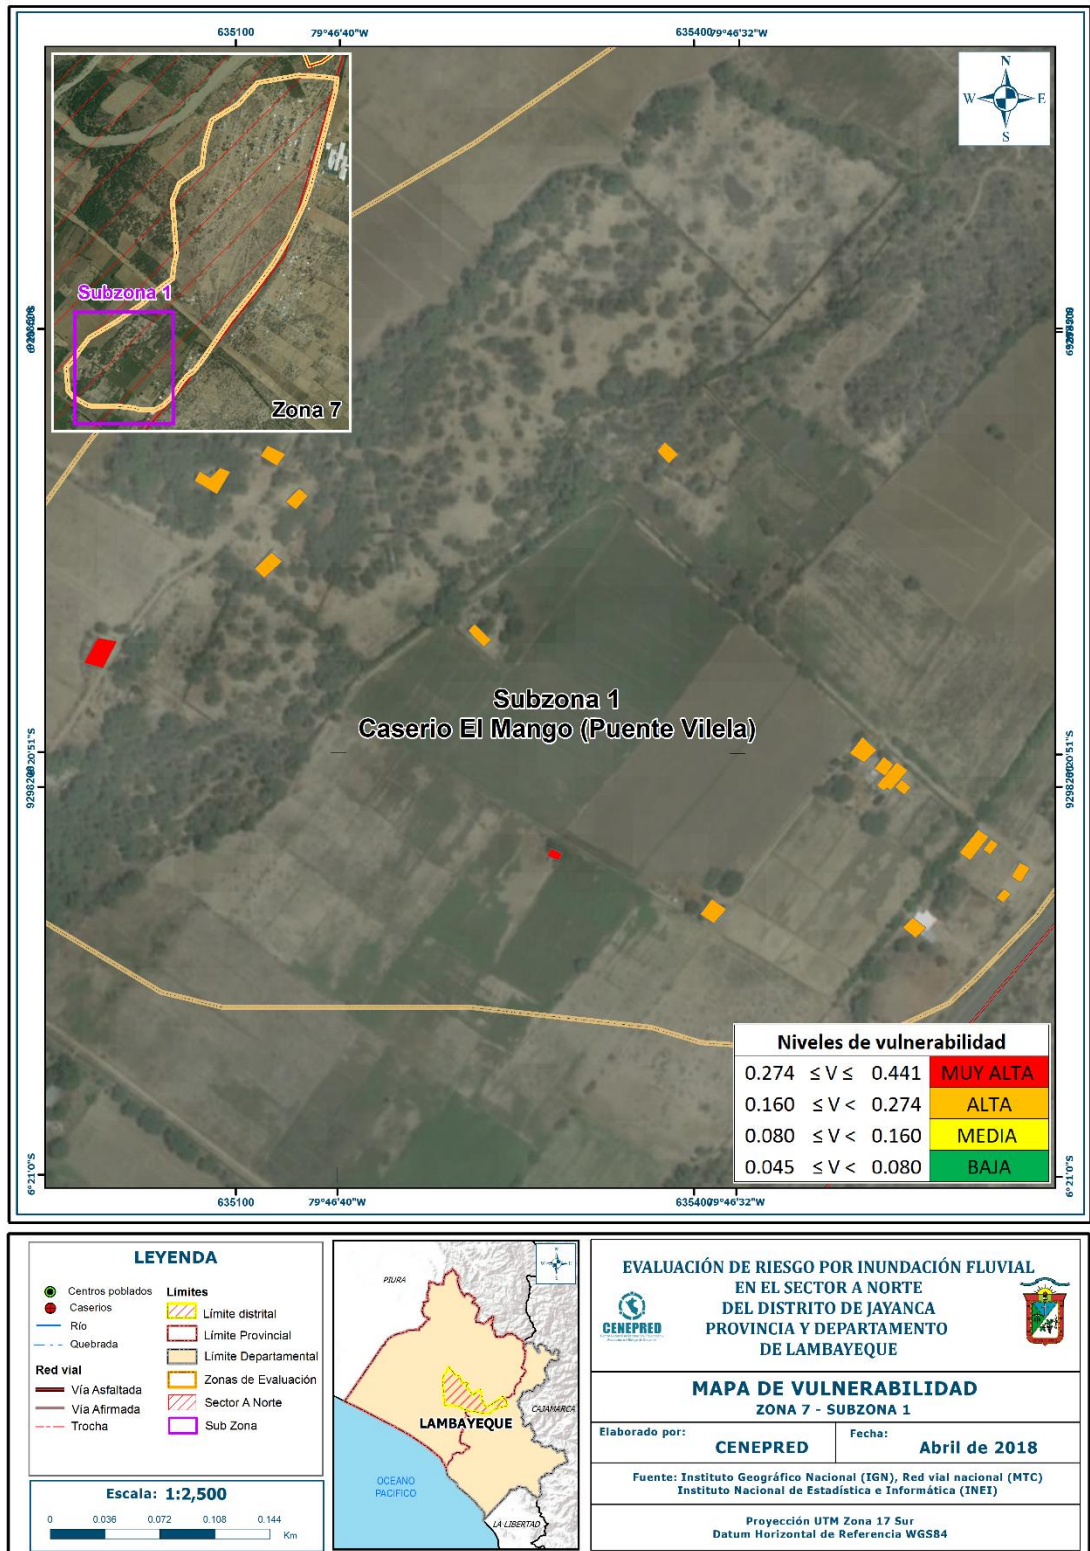 635100
79°46'40"W
635400
79°46'32"W
N
W
E
S
Subzona 1
Zona 7
Subzona 1
Caserio El Mango (Puente Vilela)
9298200
6°20'51"S
6°21'0"S
6°21'0"S
635100
79°46'40"W
635400
79°46'32"W
Niveles de vulnerabilidad
0.274 ≤ V ≤ 0.441 MUY ALTA
0.160 ≤ V < 0.274 ALTA
0.080 ≤ V < 0.160 MEDIA
0.045 ≤ V < 0.080 BAJA
LEYENDA
Centros poblados
Caserios
Río
Quebrada
Red vial
Vía Asfaltada
Vía Afirmada
Trocha
Límites
Límite distrital
Límite Provincial
Límite Departamental
Zonas de Evaluación
Sector A Norte
Sub Zona
Escala: 1:2,500
0 0.036 0.072 0.108 0.144
Km
PIURA
LAMBAYEQUE
CAJAMARCA
OCEANO
PACIFICO
LA LIBERTAD
EVALUACIÓN DE RIESGO POR INUNDACIÓN FLUVIAL
EN EL SECTOR A NORTE
DEL DISTRITO DE JAYANCA
PROVINCIA Y DEPARTAMENTO
DE LAMBAYEQUE
CENEPRED
MAPA DE VULNERABILIDAD
ZONA 7 - SUBZONA 1
Elaborado por:
CENEPRED
Fecha:
Abril de 2018
Fuente: Instituto Geográfico Nacional (IGN), Red vial nacional (MTC)
Instituto Nacional de Estadística e Informática (INEI)
Proyección UTM Zona 17 Sur
Datum Horizontal de Referencia WGS84